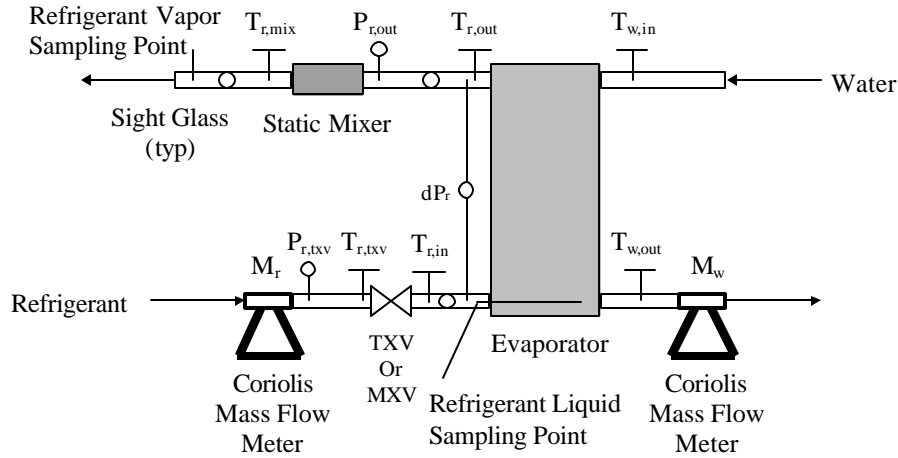 Refrigerant Vapor
Sampling Point
T_r,mix
P_r,out
T_r,out
T_w,in
Water
Sight Glass
(typ)
Static Mixer
dP_r
P_r,txv
T_r,txv
T_r,in
T_w,out
M_r
M_w
Refrigerant
TXV
Or
MXV
Evaporator
Coriolis
Mass Flow
Meter
Refrigerant Liquid
Sampling Point
Coriolis
Mass Flow
Meter